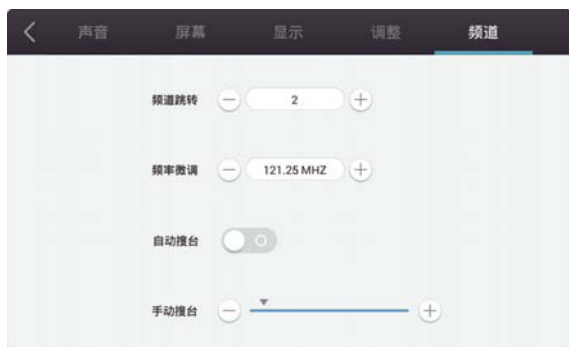 声音 屏幕 显示 调整 频道
频道跳转 2
频率微调 121.25 MHZ
自动搜台
手动搜台